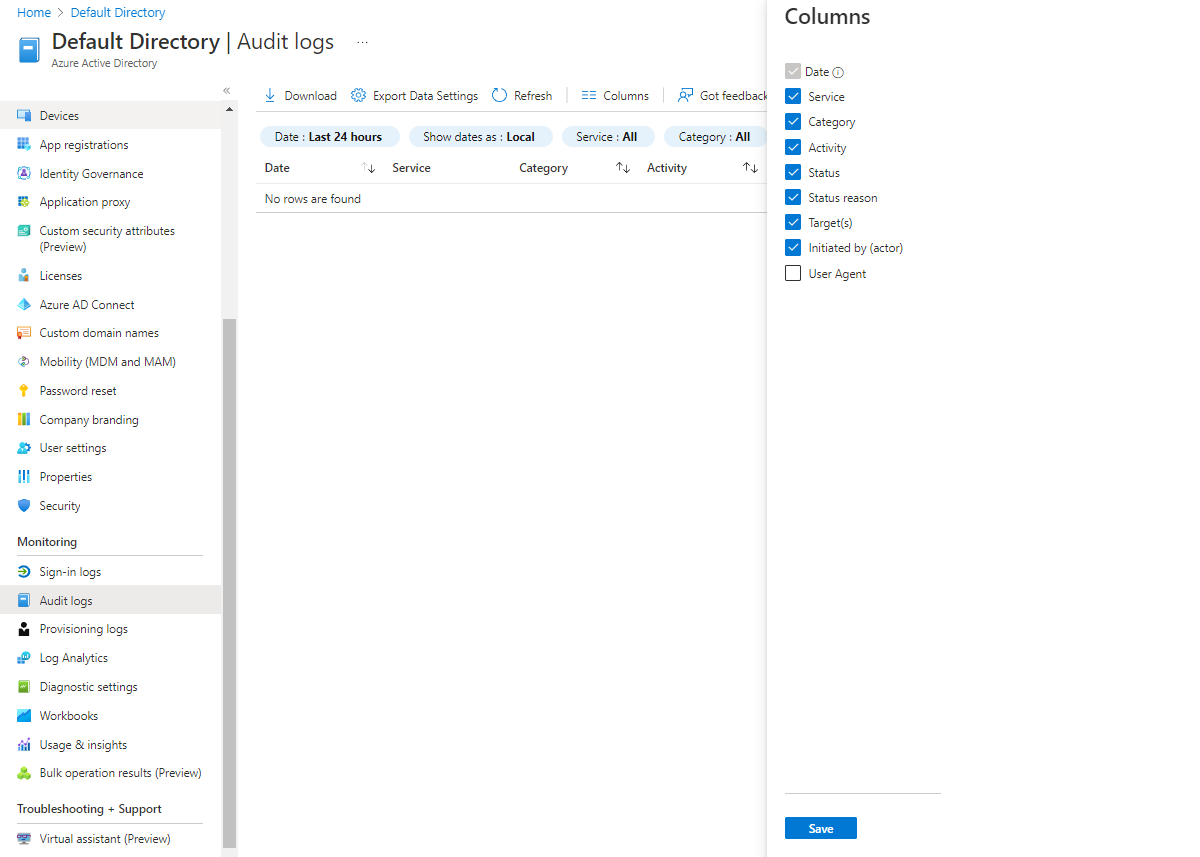 Home > Default Directory
Default Directory | Audit logs ...
Azure Active Directory
«
Devices
App registrations
Identity Governance
Application proxy
Custom security attributes
(Preview)
Licenses
Azure AD Connect
Custom domain names
Mobility (MDM and MAM)
Password reset
Company branding
User settings
Properties
Security
Monitoring
Sign-in logs
Audit logs
Provisioning logs
Log Analytics
Diagnostic settings
Workbooks
Usage & insights
Bulk operation results (Preview)
Troubleshooting + Support
Virtual assistant (Preview)
Download Export Data Settings Refresh Columns Got feedback
Date : Last 24 hours Show dates as : Local Service : All Category : All
Date Service Category Activity
No rows are found
Columns
Date
Service
Category
Activity
Status
Status reason
Target(s)
Initiated by (actor)
User Agent
Save